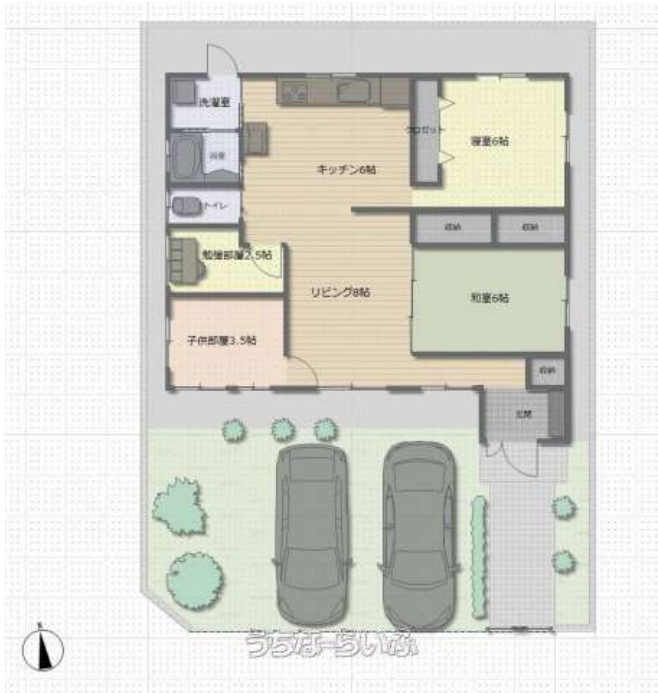 洗濯室
浴室
クロゼット
寝室6帖
キッチン6帖
トイレ
収納
収納
勉強部屋2.5帖
リビング8帖
和室6帖
子供部屋3.5帖
収納
玄関
うちなーらいふ